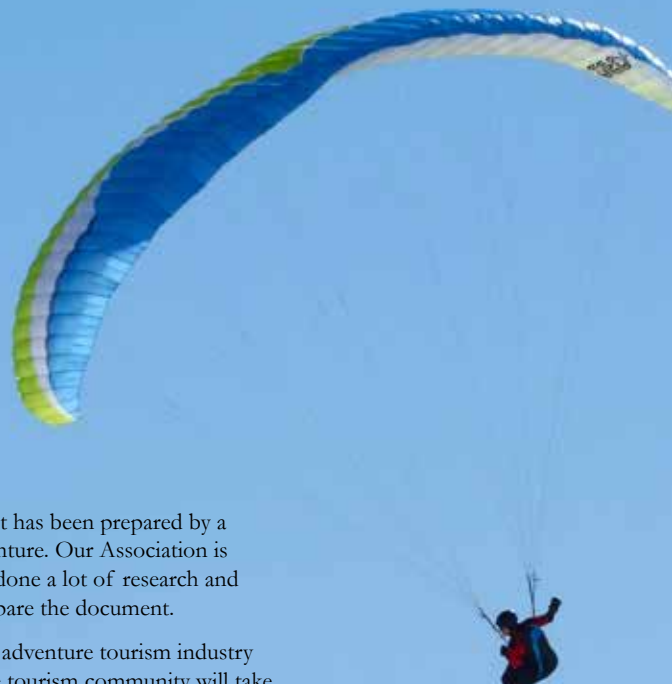 t has been prepared by a
nture. Our Association is
done a lot of research and
pare the document.
adventure tourism industry
tourism community will take